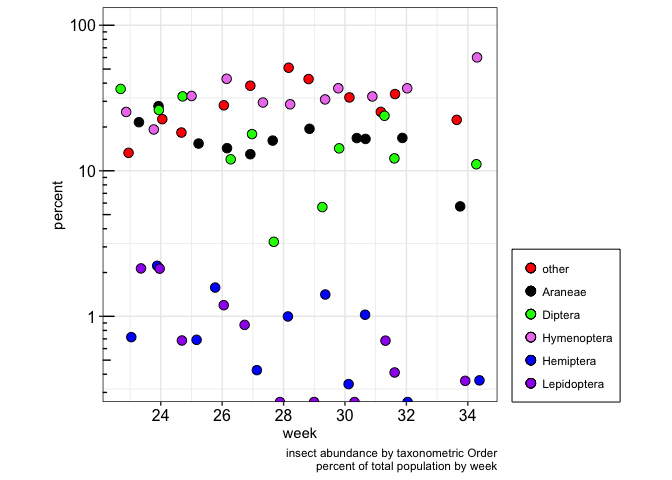 100
10
1
percent
24
26
28
30
32
34
week
other
Araneae
Diptera
Hymenoptera
Hemiptera
Lepidoptera
insect abundance by taxonometric Order
percent of total population by week